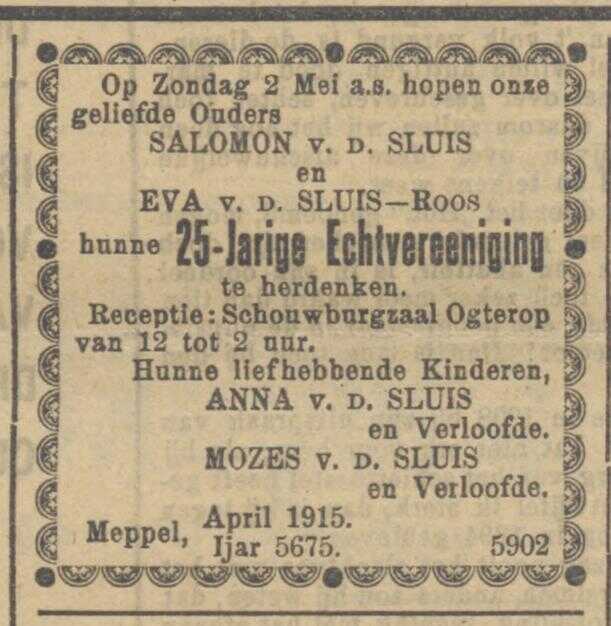 Op Zondag 2 Mei a.s. hopen onze
geliefde Ouders
SALOMON v. D. SLUIS
en
EVA v. D. SLUIS—Roos
hunne 25-Jarige Echtvereeniging
te herdenken.
Receptie: Schouwburgzaal Ogterop
van 12 tot 2 uur.
Hunne liefhebbende Kinderen,
ANNA v. D. SLUIS
en Verloofde.
MOZES v. D. SLUIS
en Verloofde.
Meppel, April 1915.
Ijar 5675. 5902